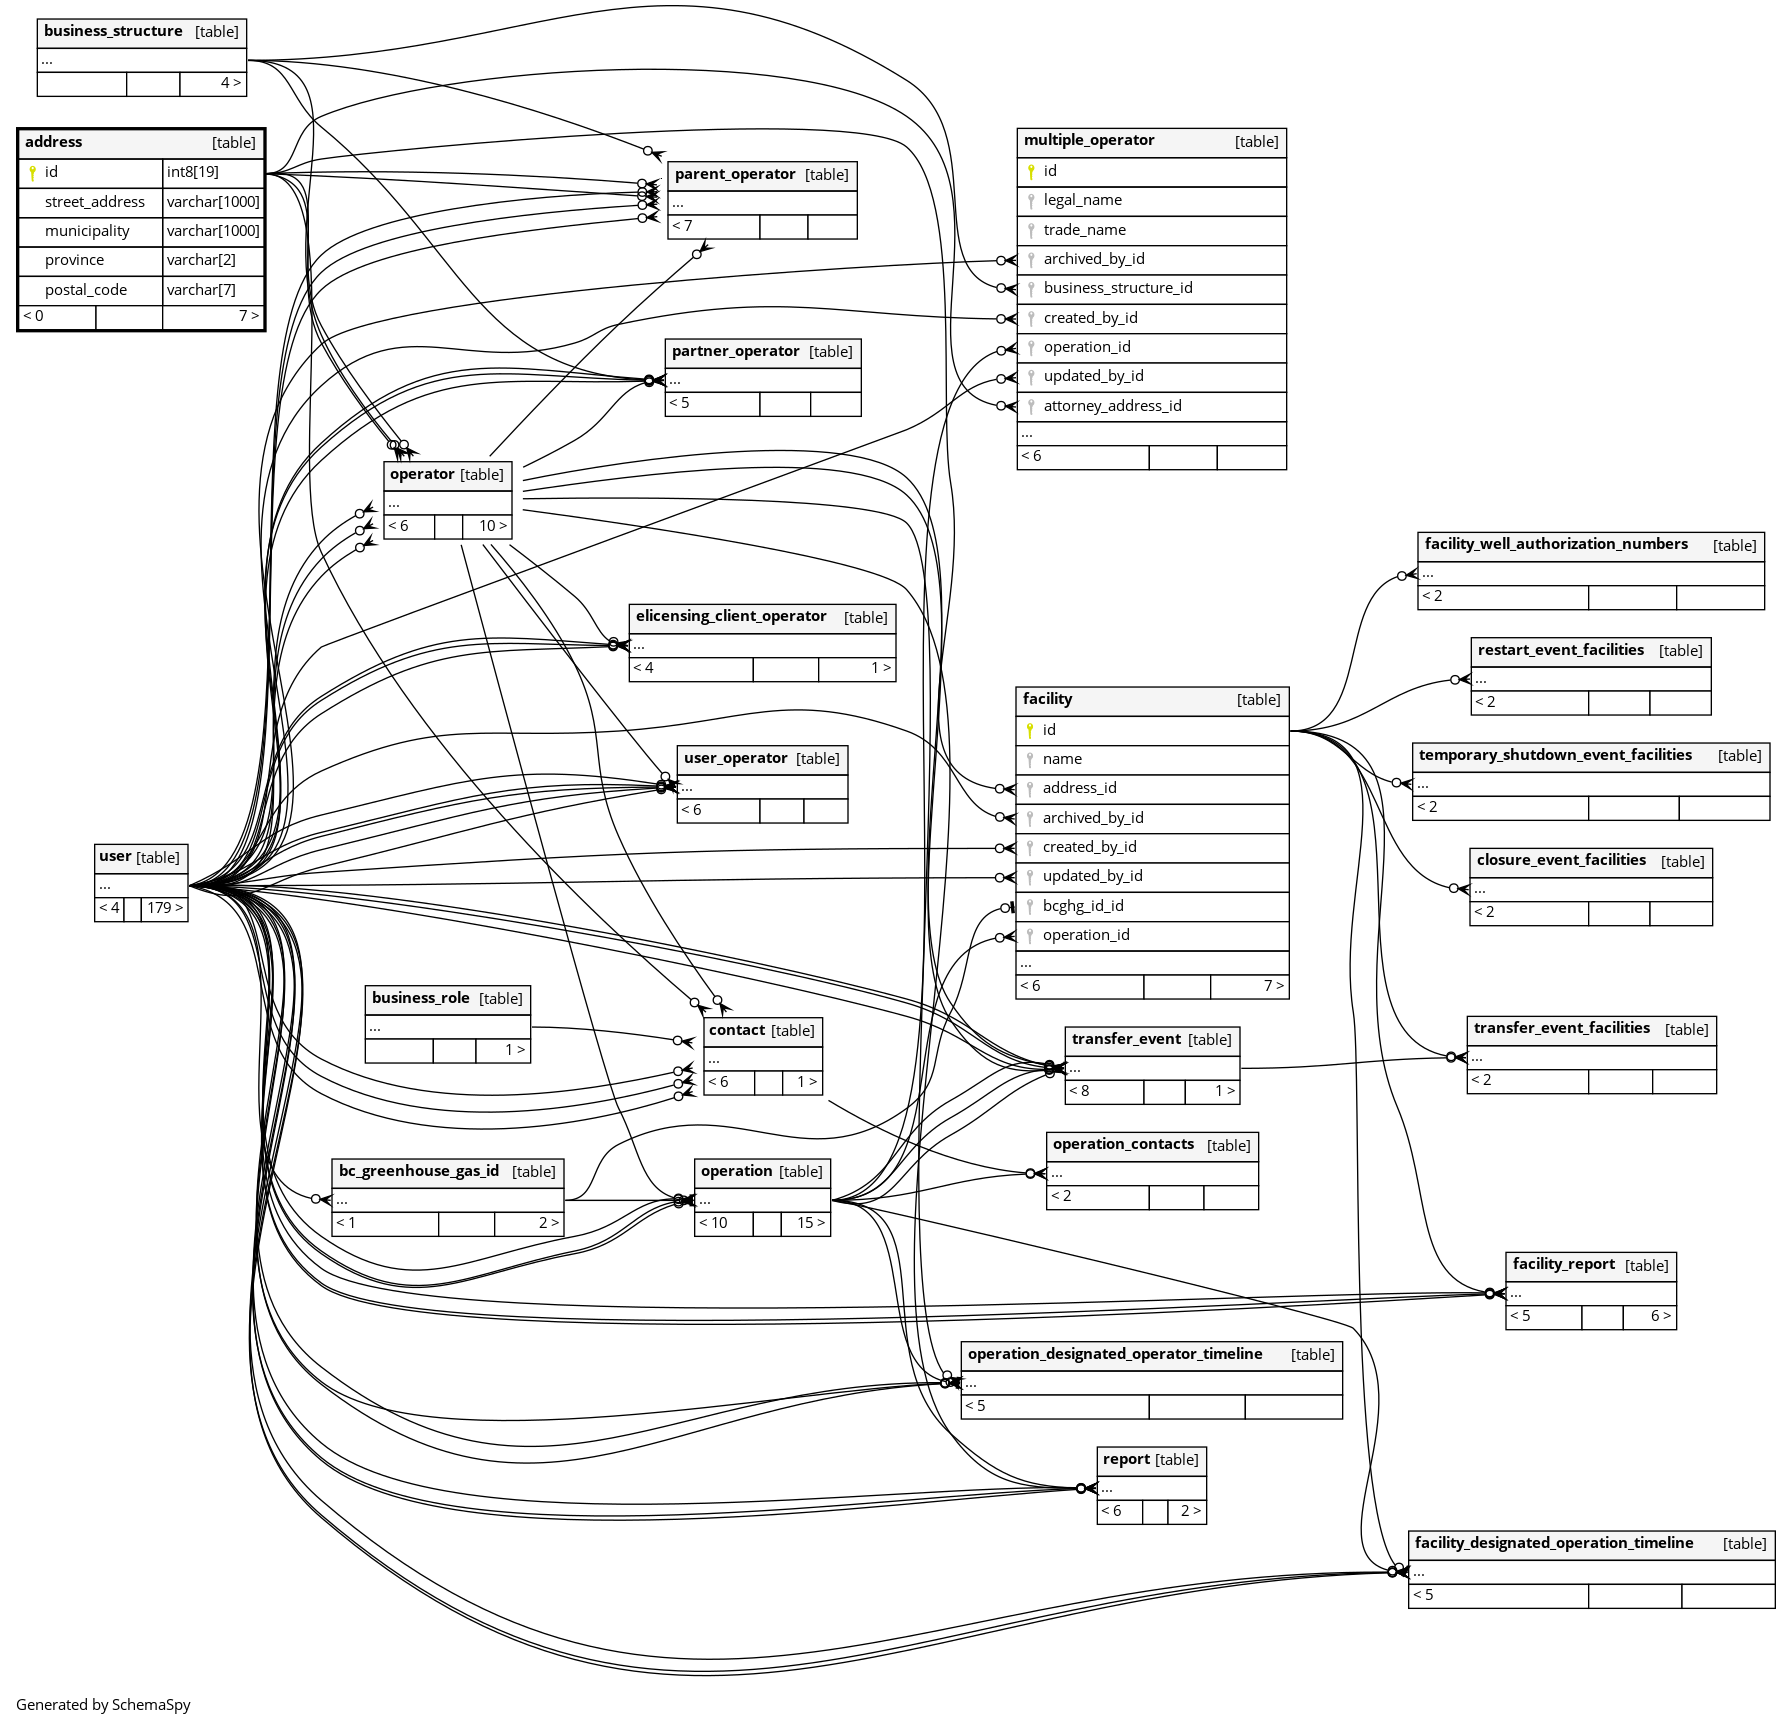 business_structure [table]
...
4 >
address [table]
id int8[19]
street_address varchar[1000]
municipality varchar[1000]
province varchar[2]
postal_code varchar[7]
< 0 7 >
parent_operator [table]
...
< 7
multiple_operator [table]
id
legal_name
trade_name
archived_by_id
business_structure_id
created_by_id
operation_id
updated_by_id
attorney_address_id
...
< 6
partner_operator [table]
...
< 5
operator [table]
...
< 6 10 >
facility_well_authorization_numbers [table]
...
< 2
elicensing_client_operator [table]
...
< 4 1 >
restart_event_facilities [table]
...
< 2
facility [table]
id
name
address_id
archived_by_id
created_by_id
updated_by_id
bcghg_id_id
operation_id
...
< 6 7 >
user_operator [table]
...
< 6
temporary_shutdown_event_facilities [table]
...
< 2
user [table]
...
< 4 179 >
closure_event_facilities [table]
...
< 2
business_role [table]
...
1 >
contact [table]
...
< 6 1 >
transfer_event [table]
...
< 8 1 >
transfer_event_facilities [table]
...
< 2
operation_contacts [table]
...
< 2
bc_greenhouse_gas_id [table]
...
< 1 2 >
operation [table]
...
< 10 15 >
facility_report [table]
...
< 5 6 >
operation_designated_operator_timeline [table]
...
< 5
report [table]
...
< 6 2 >
facility_designated_operation_timeline [table]
...
< 5
Generated by SchemaSpy